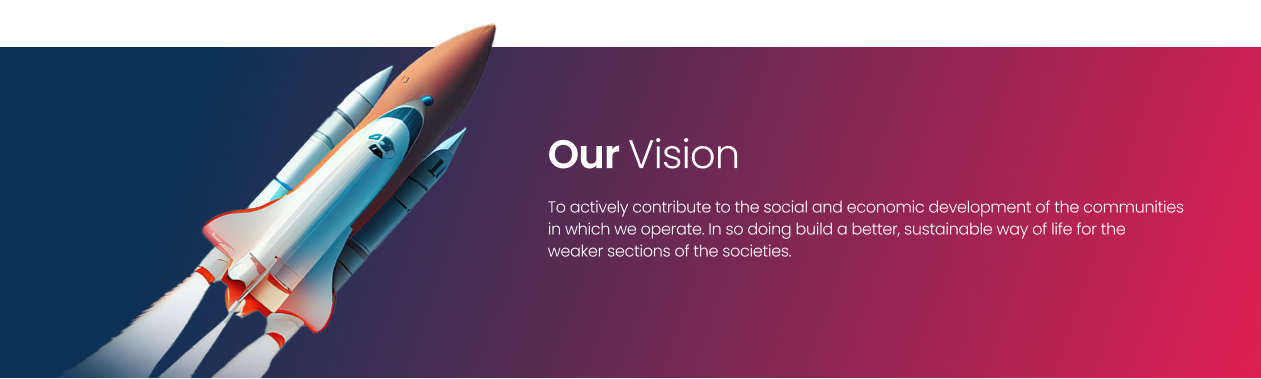 Our Vision
To actively contribute to the social and economic development of the communities
in which we operate. In so doing build a better, sustainable way of life for the
weaker sections of the societies.